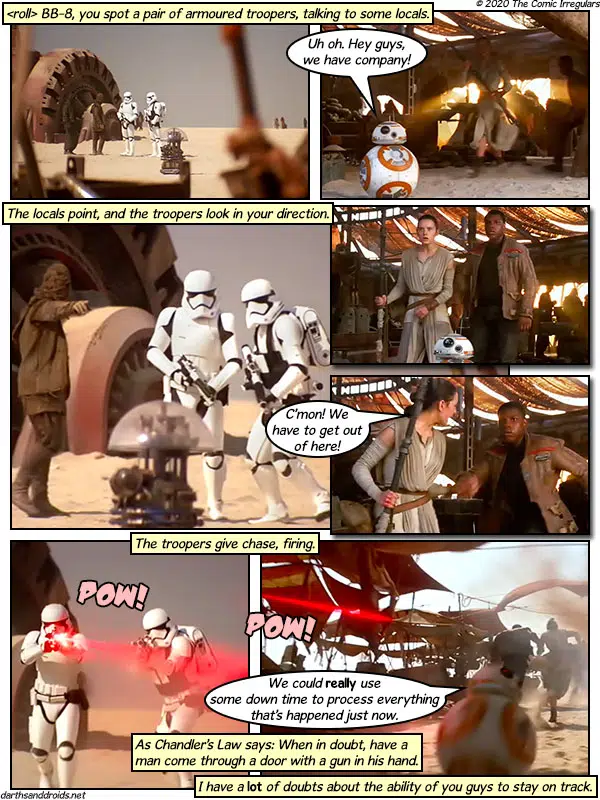 © 2020 The Comic Irregulars
<roll> BB-8, you spot a pair of armoured troopers, talking to some locals.
Uh oh. Hey guys,
we have company!
The locals point, and the troopers look in your direction.
C'mon! We
have to get out
of here!
The troopers give chase, firing.
POW!
POW!
We could really use
some down time to process everything
that's happened just now.
As Chandler's Law says: When in doubt, have a
man come through a door with a gun in his hand.
I have a lot of doubts about the ability of you guys to stay on track.
darthsanddroids.net